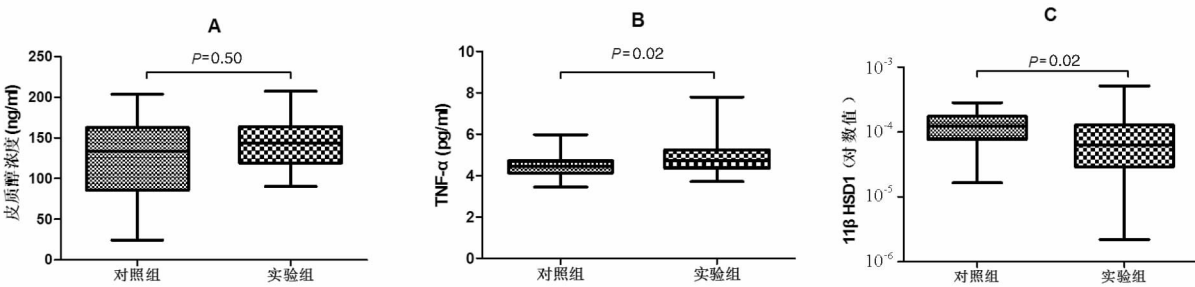 A
P=0.50
皮质醇浓度(ng/ml)
250
200
150
100
50
0
对照组
实验组
B
P=0.02
TNF-α (pg/ml)
10
8
6
4
2
0
对照组
实验组
C
P=0.02
11β HSD1 (对数值)
10-3
10-4
10-5
10-6
对照组
实验组